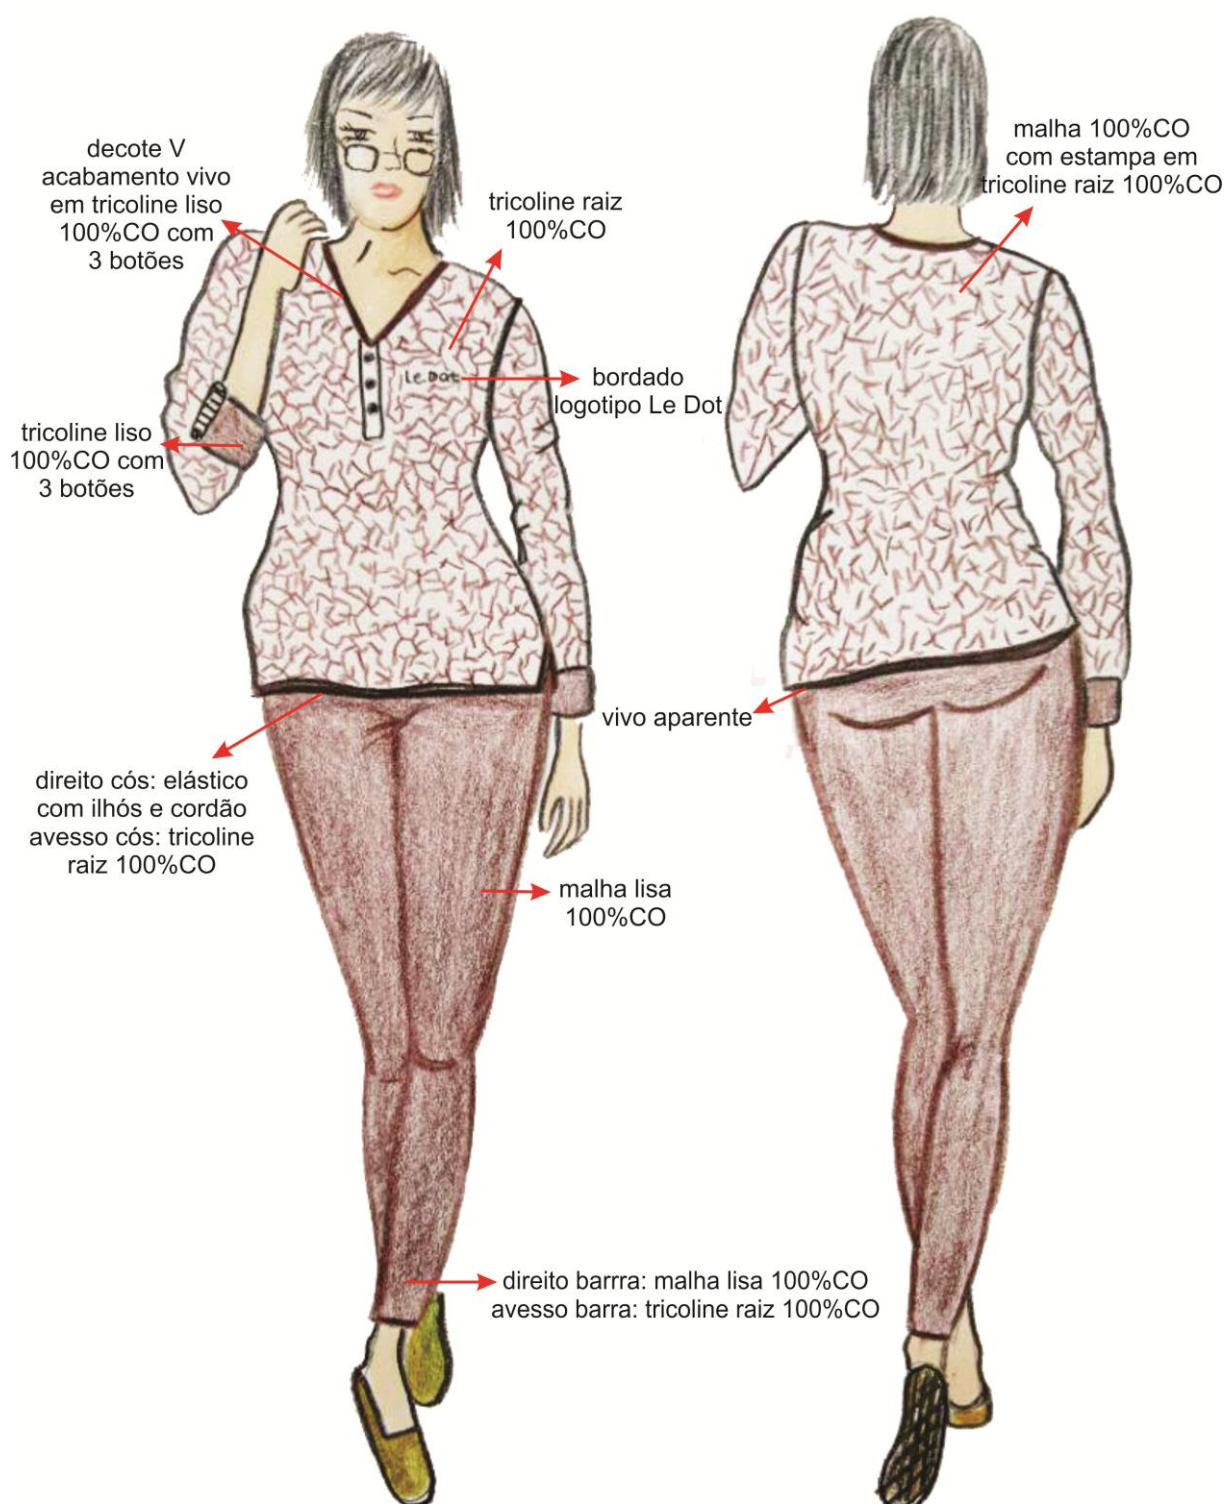 decote V
acabamento vivo
em tricoline liso
100%CO com
3 botões
tricoline raiz
100%CO
malha 100%CO
com estampa em
tricoline raiz 100%CO
Le Dot
bordado
logotipo Le Dot
tricoline liso
100%CO com
3 botões
vivo aparente
direito cós: elástico
com ilhós e cordão
avesso cós: tricoline
raiz 100%CO
malha lisa
100%CO
direito barrra: malha lisa 100%CO
avesso barra: tricoline raiz 100%CO